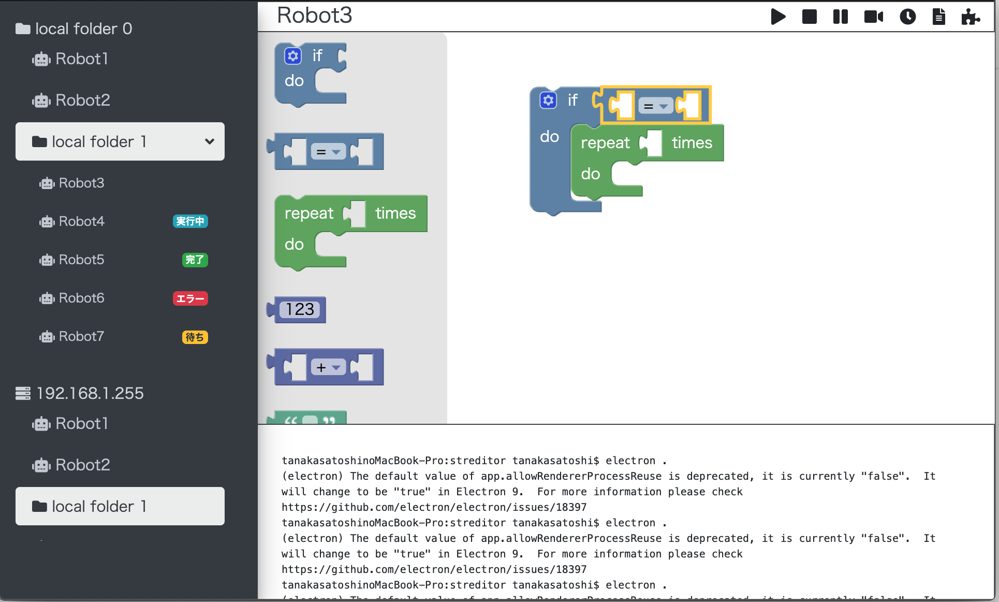 local folder 0
Robot1
Robot2
local folder 1
Robot3
Robot4 実行中
Robot5 完了
Robot6 エラー
Robot7 待ち
192.168.1.255
Robot1
Robot2
local folder 1
Robot3
if
do
=
repeat times
do
123
+
“ ”
if =
do
repeat times
do
tanakasatoshinoMacBook-Pro:streditor tanakasatoshi$ electron .
(electron) The default value of app.allowRendererProcessReuse is deprecated, it is currently "false".  It
will change to be "true" in Electron 9.  For more information please check
https://github.com/electron/electron/issues/18397
tanakasatoshinoMacBook-Pro:streditor tanakasatoshi$ electron .
(electron) The default value of app.allowRendererProcessReuse is deprecated, it is currently "false".  It
will change to be "true" in Electron 9.  For more information please check
https://github.com/electron/electron/issues/18397
tanakasatoshinoMacBook-Pro:streditor tanakasatoshi$ electron .